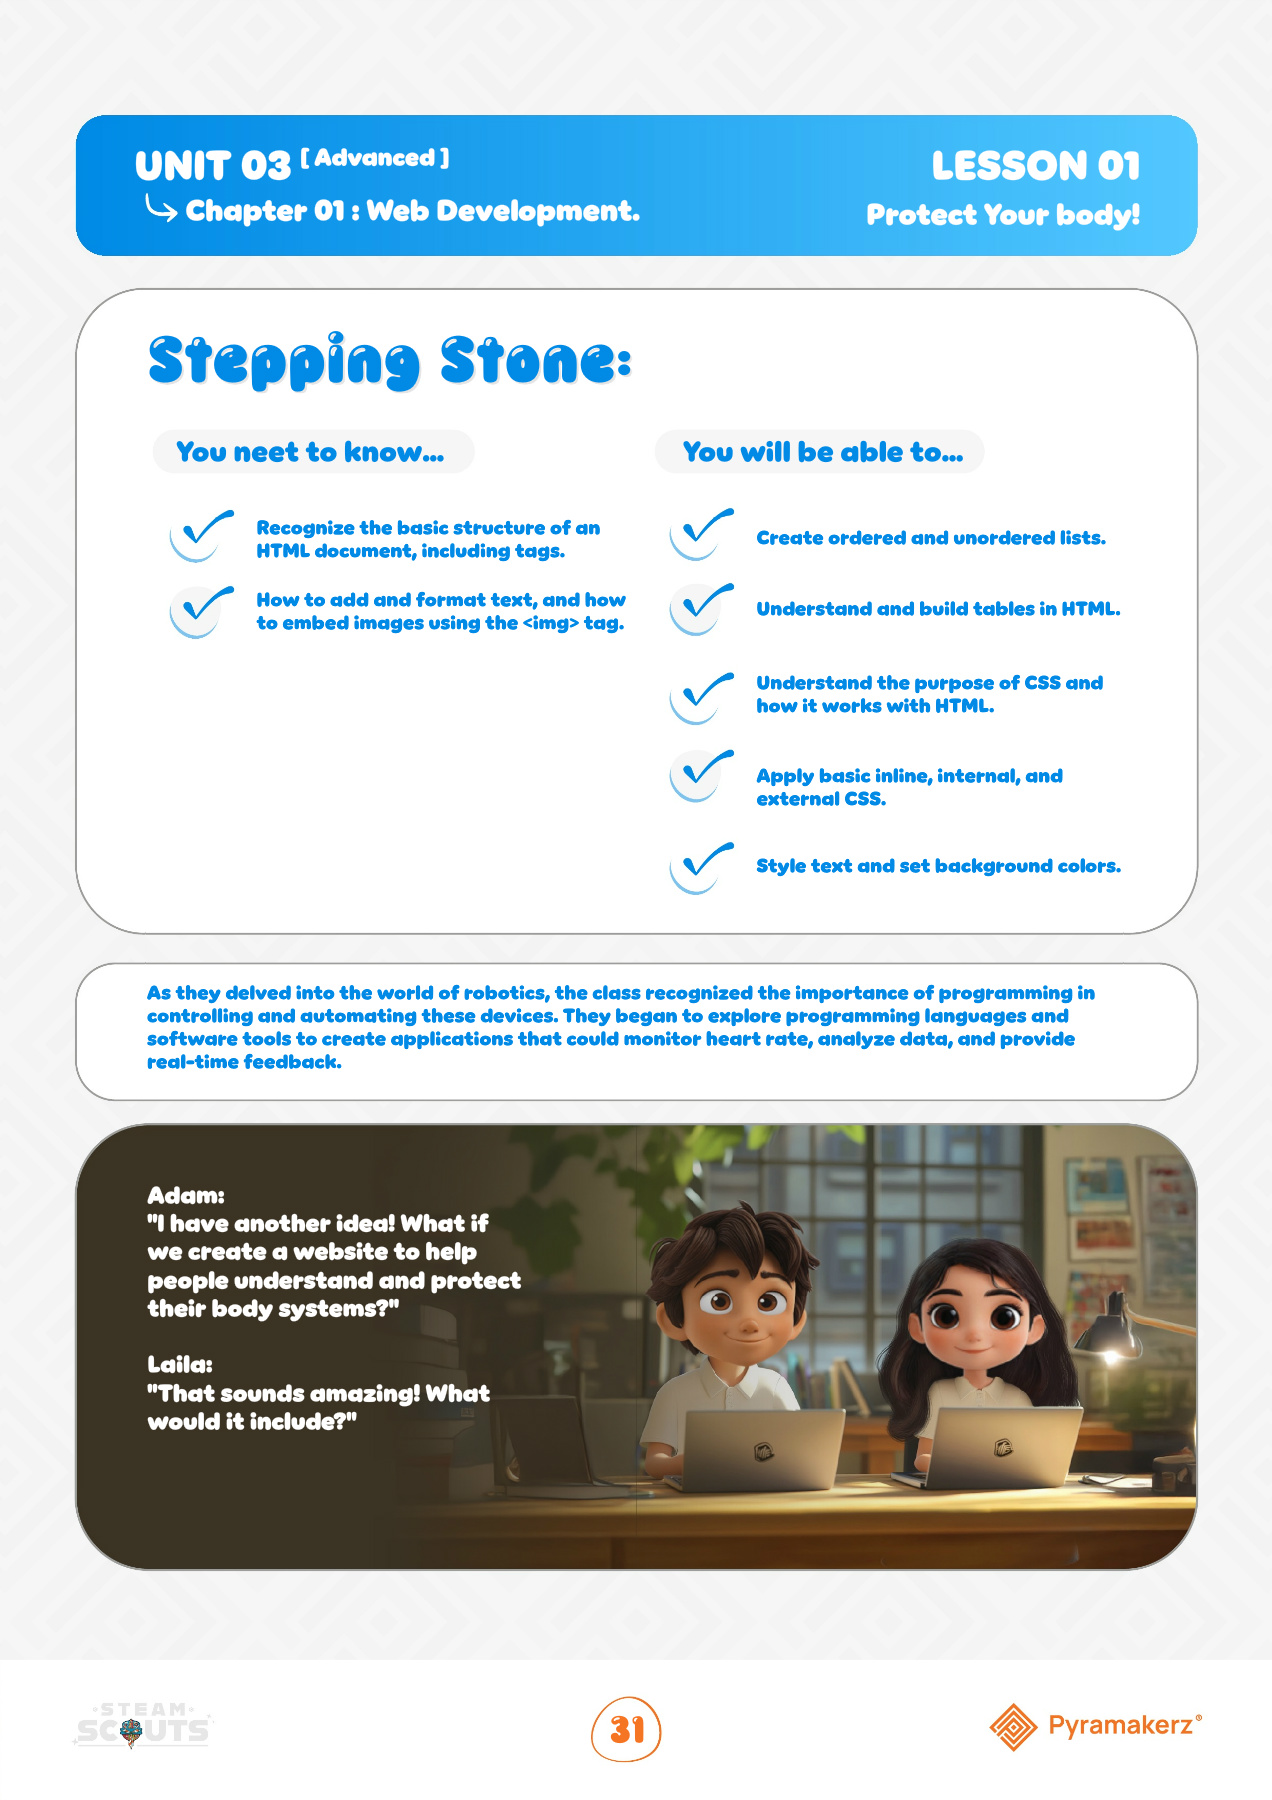 UNIT 03 [ Advanced ]
Chapter 01 : Web Development.
LESSON 01
Protect Your body!
Stepping Stone:
You neet to know...
Recognize the basic structure of an
HTML document, including tags.
How to add and format text, and how
to embed images using the <img> tag.
You will be able to...
Create ordered and unordered lists.
Understand and build tables in HTML.
Understand the purpose of CSS and
how it works with HTML.
Apply basic inline, internal, and
external CSS.
Style text and set background colors.
As they delved into the world of robotics, the class recognized the importance of programming in
controlling and automating these devices. They began to explore programming languages and
software tools to create applications that could monitor heart rate, analyze data, and provide
real-time feedback.
Adam:
"I have another idea! What if
we create a website to help
people understand and protect
their body systems?"
Laila:
"That sounds amazing! What
would it include?"
STEAM
SCOUTS
31
Pyramakerz®